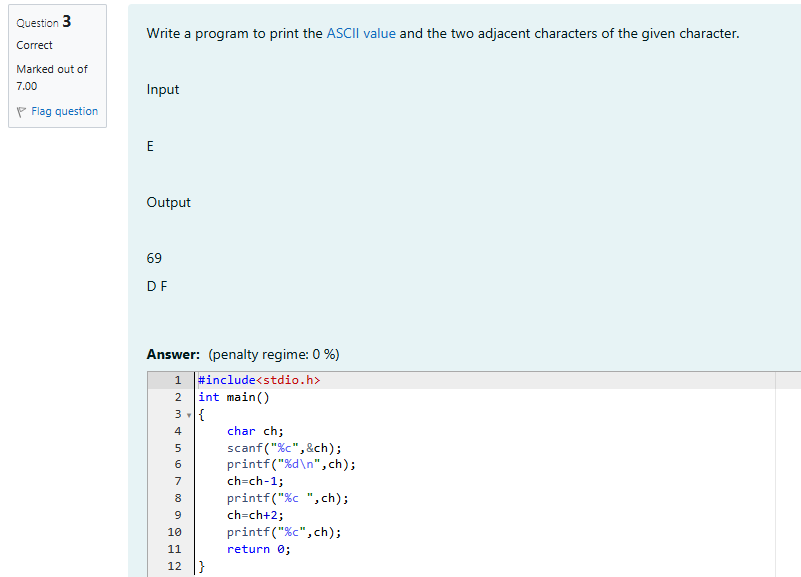 Question 3
Correct
Marked out of
7.00
Flag question
Write a program to print the ASCII value and the two adjacent characters of the given character.
Input
E
Output
69
D F
Answer: (penalty regime: 0 %)
1 #include<stdio.h>
2 int main()
3 {
4 char ch;
5 scanf("%c",&ch);
6 printf("%d\n",ch);
7 ch=ch-1;
8 printf("%c ",ch);
9 ch=ch+2;
10 printf("%c",ch);
11 return 0;
12 }